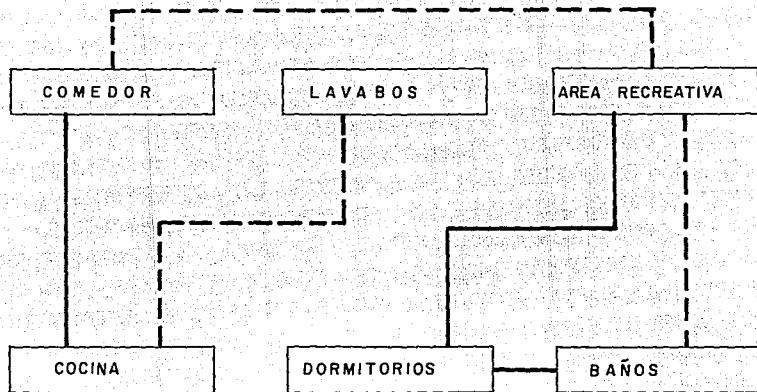 COMEDOR
LAVABOS
AREA RECREATIVA
COCINA
DORMITORIOS
BAÑOS